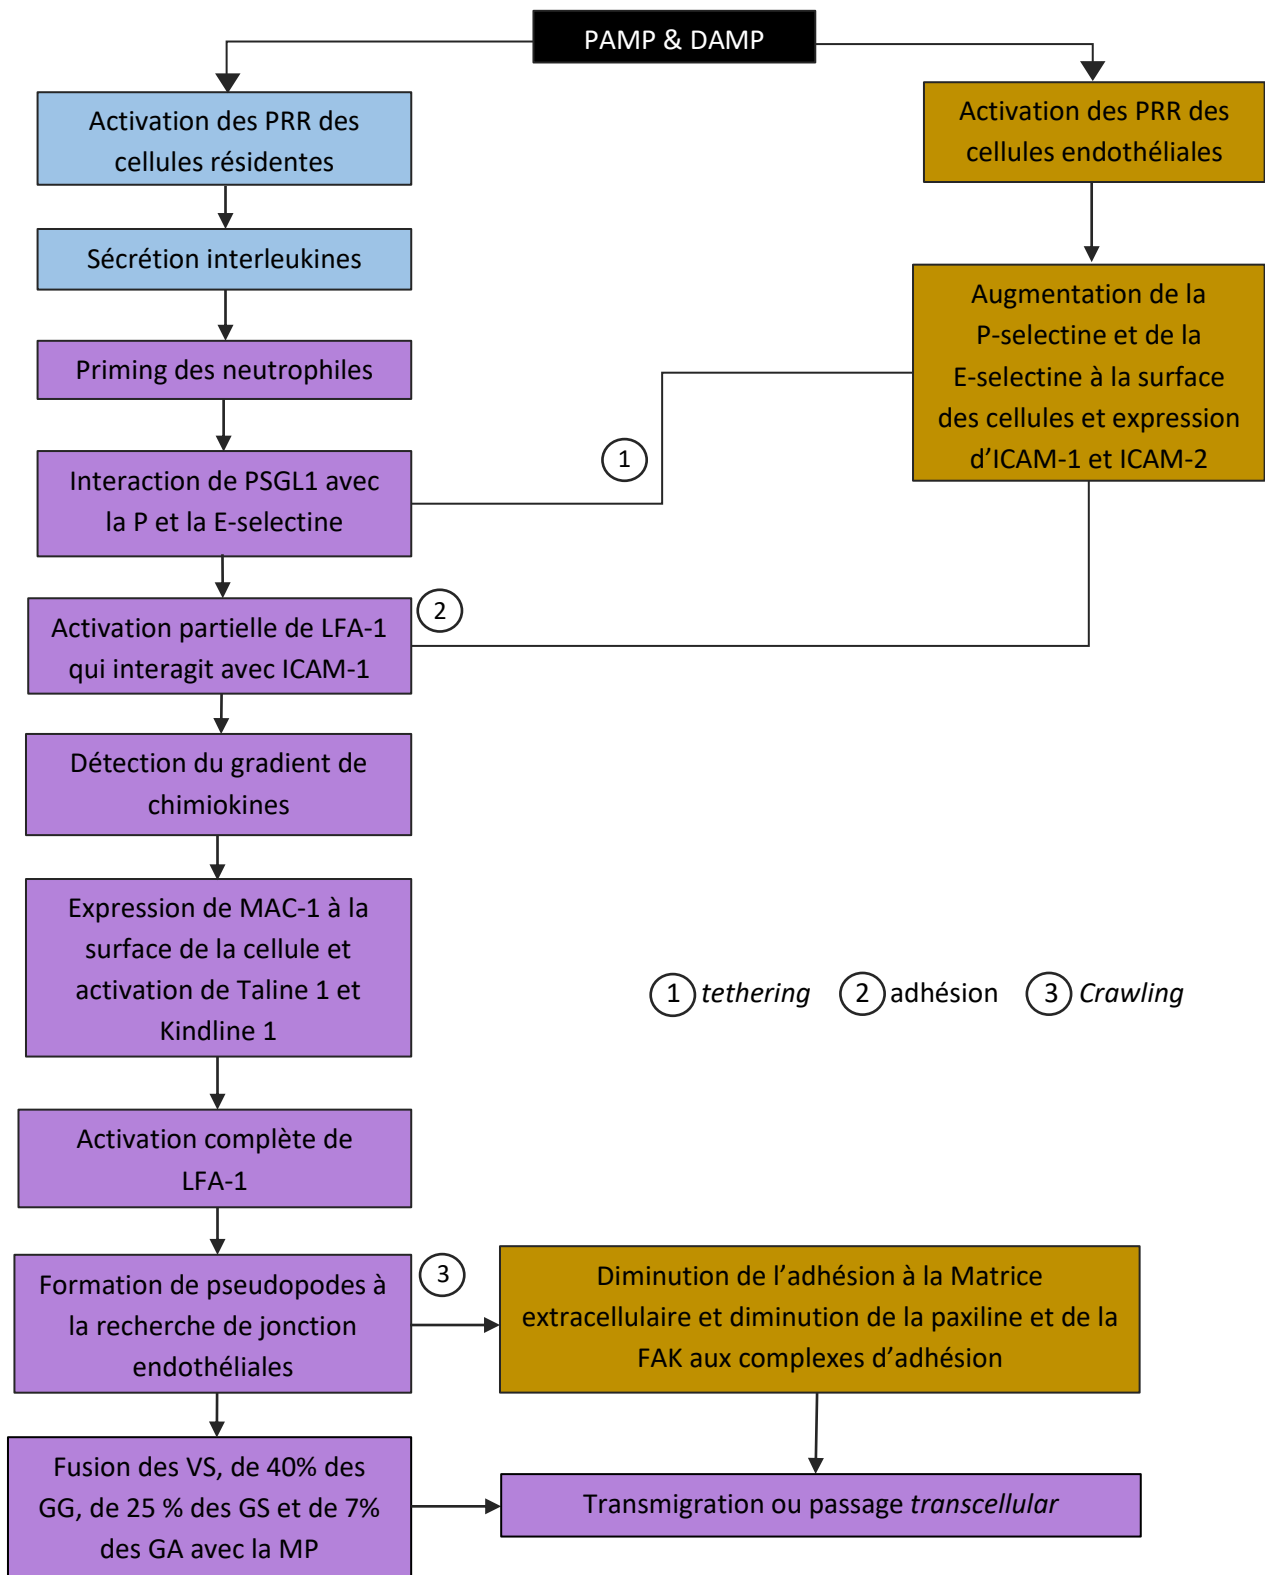 PAMP & DAMP
Activation des PRR des
cellules résidentes
Activation des PRR des
cellules endothéliales
Sécrétion interleukines
Augmentation de la
P-selectine et de la
E-selectine à la surface
des cellules et expression
d'ICAM-1 et ICAM-2
Priming des neutrophiles
1
Interaction de PSGL1 avec
la P et la E-selectine
2
Activation partielle de LFA-1
qui interagit avec ICAM-1
Détection du gradient de
chimiokines
Expression de MAC-1 à la
surface de la cellule et
activation de Taline 1 et
Kindline 1
1 tethering 2 adhésion 3 Crawling
Activation complète de
LFA-1
3
Formation de pseudopodes à
la recherche de jonction
endothéliales
Diminution de l'adhésion à la Matrice
extracellulaire et diminution de la paxiline et de la
FAK aux complexes d'adhésion
Fusion des VS, de 40% des
GG, de 25 % des GS et de 7%
des GA avec la MP
Transmigration ou passage transcellular